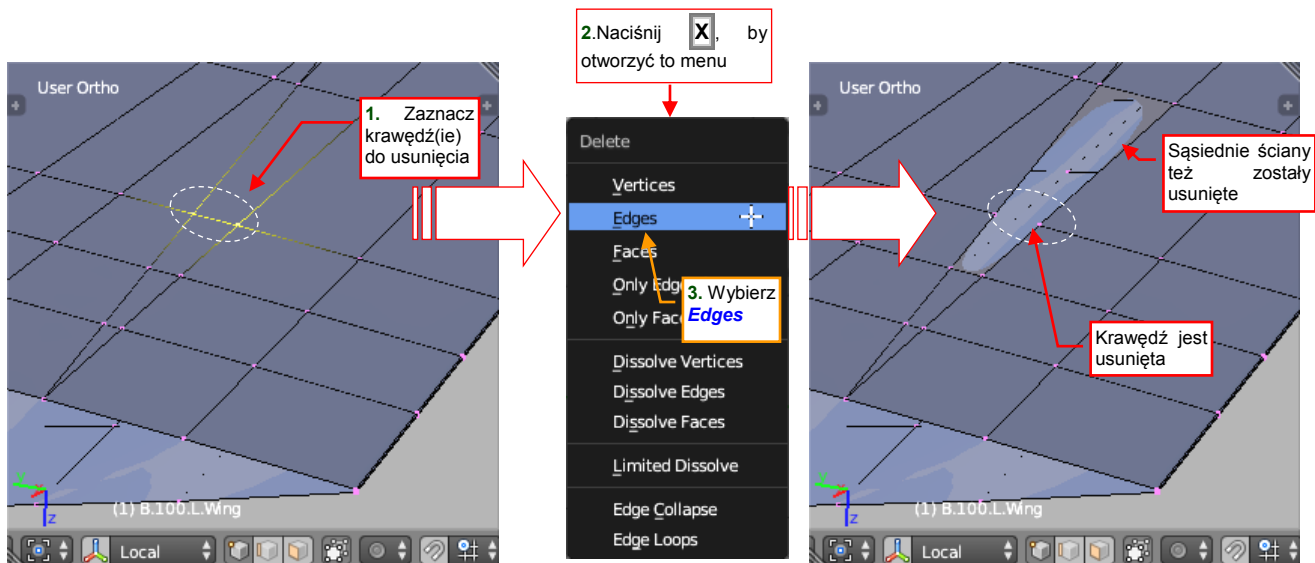 2.Naciśnij X, by
otworzyć to menu
User Ortho
1. Zaznacz
krawędź(ie)
do usunięcia
(1) B.100.L.Wing
y
x
z
Local
Delete
Vertices
Edges
Faces
Only Edg
Only Fac
3. Wybierz
Edges
Dissolve Vertices
Dissolve Edges
Dissolve Faces
Limited Dissolve
Edge Collapse
Edge Loops
User Ortho
Sąsiednie ściany
też zostały
usunięte
Krawędź jest
usunięta
(1) B.100.L.Wing
y
x
z
Local